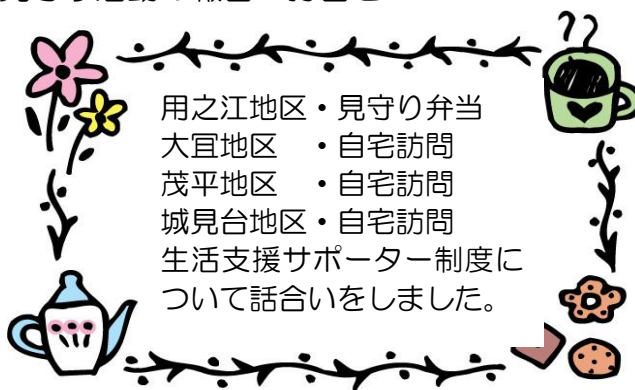 用之江地区・見守り弁当
大冝地区　・自宅訪問
茂平地区　・自宅訪問
城見台地区・自宅訪問
生活支援サポーター制度に
ついて話合いをしました。